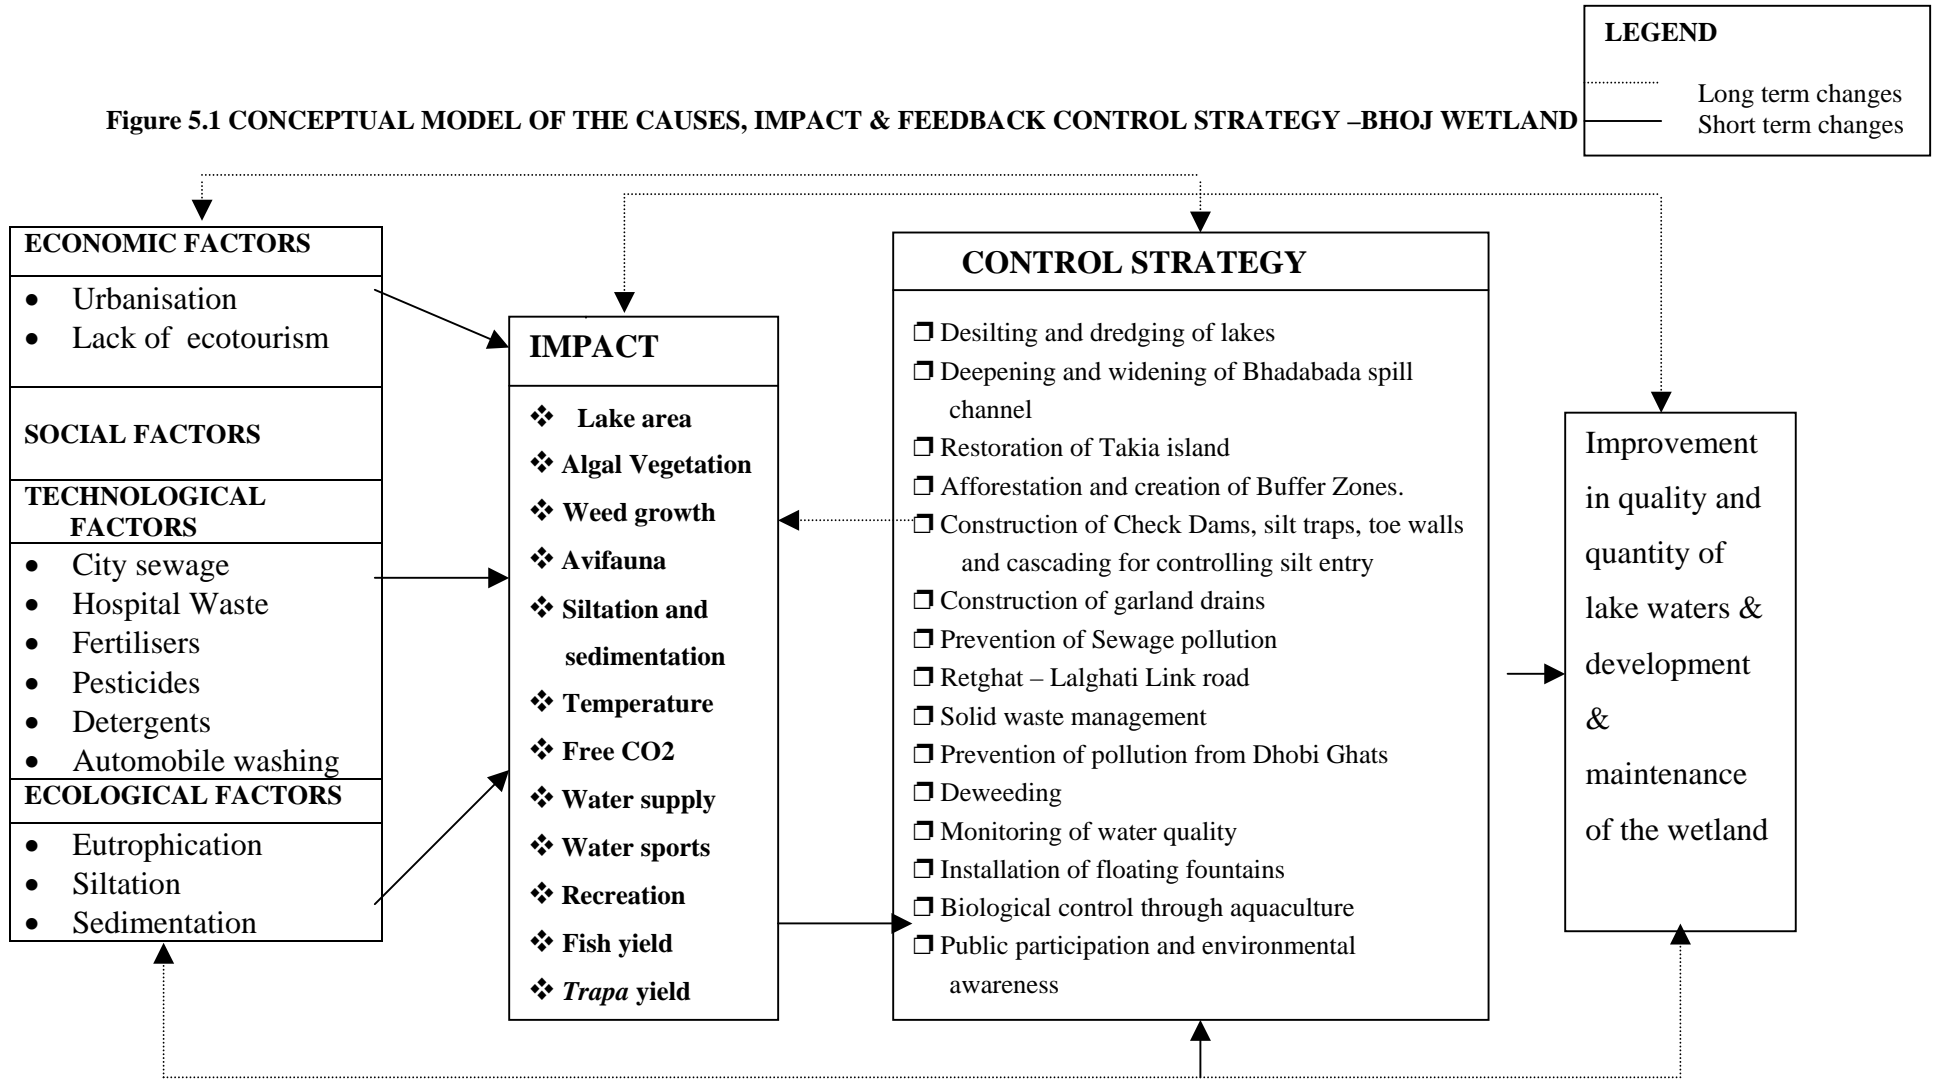 LEGEND
Long term changes
Short term changes
Figure 5.1 CONCEPTUAL MODEL OF THE CAUSES, IMPACT & FEEDBACK CONTROL STRATEGY –BHOJ WETLAND
ECONOMIC FACTORS
• Urbanisation
• Lack of ecotourism
SOCIAL FACTORS
TECHNOLOGICAL
FACTORS
• City sewage
• Hospital Waste
• Fertilisers
• Pesticides
• Detergents
• Automobile washing
ECOLOGICAL FACTORS
• Eutrophication
• Siltation
• Sedimentation
IMPACT
❖ Lake area
❖ Algal Vegetation
❖ Weed growth
❖ Avifauna
❖ Siltation and
sedimentation
❖ Temperature
❖ Free CO2
❖ Water supply
❖ Water sports
❖ Recreation
❖ Fish yield
❖ Trapa yield
CONTROL STRATEGY
❒ Desilting and dredging of lakes
❒ Deepening and widening of Bhadabada spill
channel
❒ Restoration of Takia island
❒ Afforestation and creation of Buffer Zones.
❒ Construction of Check Dams, silt traps, toe walls
and cascading for controlling silt entry
❒ Construction of garland drains
❒ Prevention of Sewage pollution
❒ Retghat – Lalghati Link road
❒ Solid waste management
❒ Prevention of pollution from Dhobi Ghats
❒ Deweeding
❒ Monitoring of water quality
❒ Installation of floating fountains
❒ Biological control through aquaculture
❒ Public participation and environmental
awareness
Improvement
in quality and
quantity of
lake waters &
development
&
maintenance
of the wetland